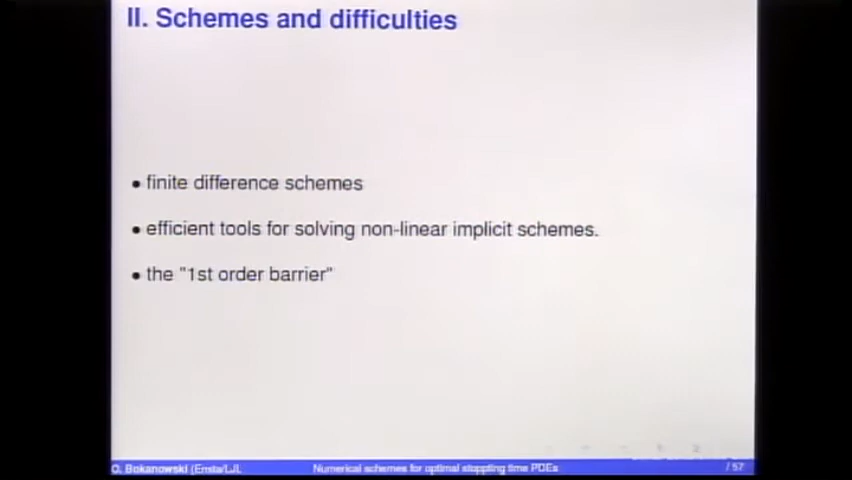 II. Schemes and difficulties
• finite difference schemes
• efficient tools for solving non-linear implicit schemes.
• the "1st order barrier"
O. Bokanowski (Ensta/LJL Numerical schemes for optimal stopping time PDEs / 57